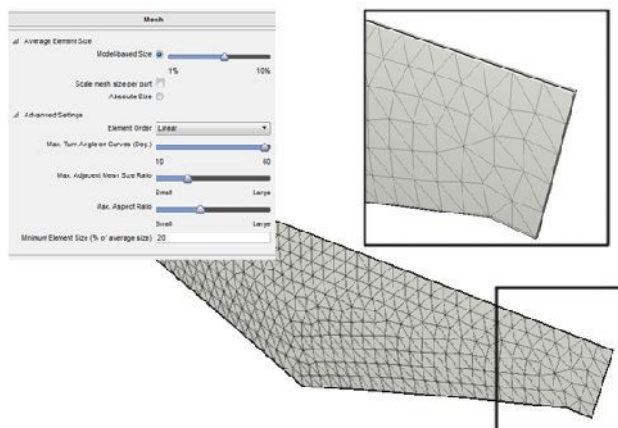 Mesh
Average Element Size
Model-based Size
1% 10%
Scale mesh size per part
Absolute Size
Advanced Settings
Element Order Linear
Max. Turn Angle on Curves (Deg.)
10 60
Max. Adjacent Mesh Size Ratio
Small Large
Max. Aspect Ratio
Small Large
Minimum Element Size (% of average size) 20